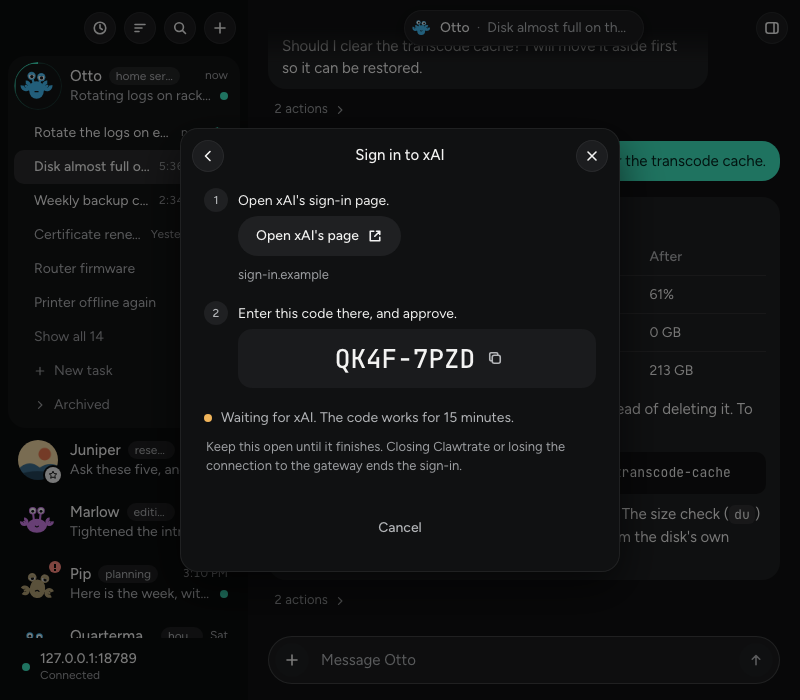 Otto · Disk almost full on th...
Otto home ser... now
Rotating logs on rack...
Rotate the logs on e...
Disk almost full o... 5:36
Weekly backup c... 2:34
Certificate rene... Yeste
Router firmware
Printer offline again
Show all 14
+ New task
Archived
Juniper rese...
Ask these five, an
Marlow editi...
Tightened the intr
Pip planning 3:10 PM
Here is the week, wit...
Quarterma hou... Sat
127.0.0.1:18789
Connected
Should I clear the transcode cache? I will move it aside first
so it can be restored.
2 actions
the transcode cache.
After
61%
0 GB
213 GB
ead of deleting it. To
transcode-cache
The size check (du)
m the disk's own
2 actions
Message Otto
Sign in to xAI
1 Open xAI's sign-in page.
Open xAI's page
sign-in.example
2 Enter this code there, and approve.
QK4F-7PZD
Waiting for xAI. The code works for 15 minutes.
Keep this open until it finishes. Closing Clawtrate or losing the
connection to the gateway ends the sign-in.
Cancel